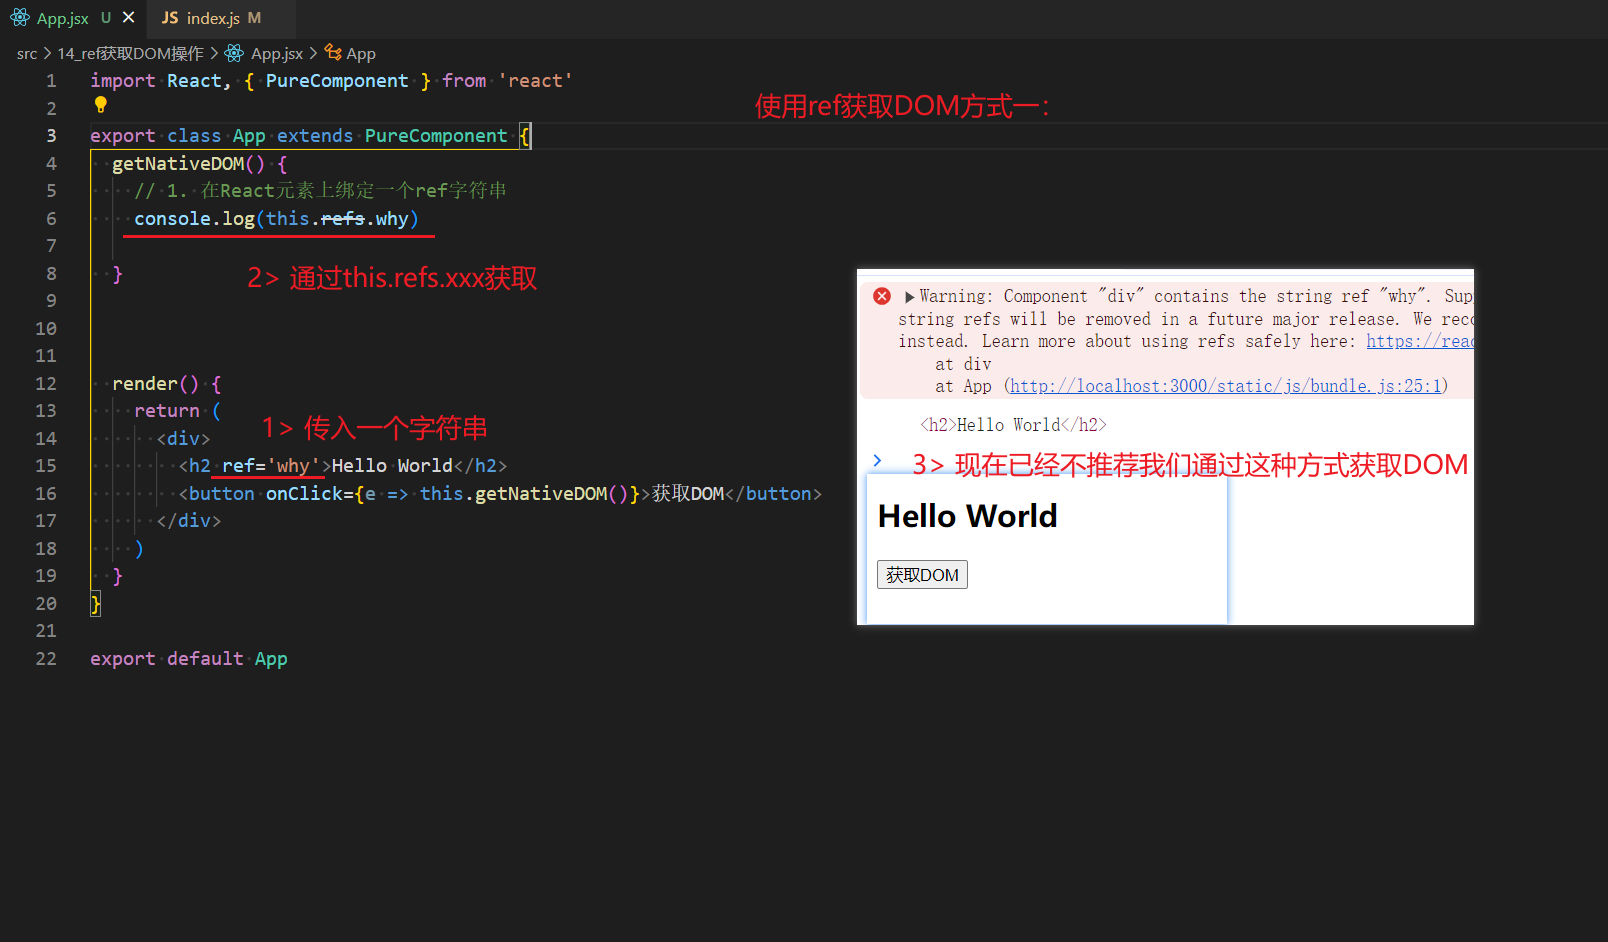 App.jsx U
JS index.js M
src > 14_ref获取DOM操作 > App.jsx > App
1 import React, { PureComponent } from 'react'
使用ref获取DOM方式一：
2
3 export class App extends PureComponent {
4 getNativeDOM() {
5 // 1. 在React元素上绑定一个ref字符串
6 console.log(this.refs.why)
7
8 }
2> 通过this.refs.xxx获取
9
10
11
12 render() {
13 return (
1> 传入一个字符串
14 <div>
15 <h2 ref='why'>Hello World</h2>
16 <button onClick={e => this.getNativeDOM()}>获取DOM</button>
17 </div>
18 )
19 }
20 }
21
22 export default App
Warning: Component "div" contains the string ref "why". Sup
string refs will be removed in a future major release. We reco
instead. Learn more about using refs safely here: https://reac
at div
at App (http://localhost:3000/static/js/bundle.js:25:1)
<h2>Hello World</h2>
3> 现在已经不推荐我们通过这种方式获取DOM
Hello World
获取DOM